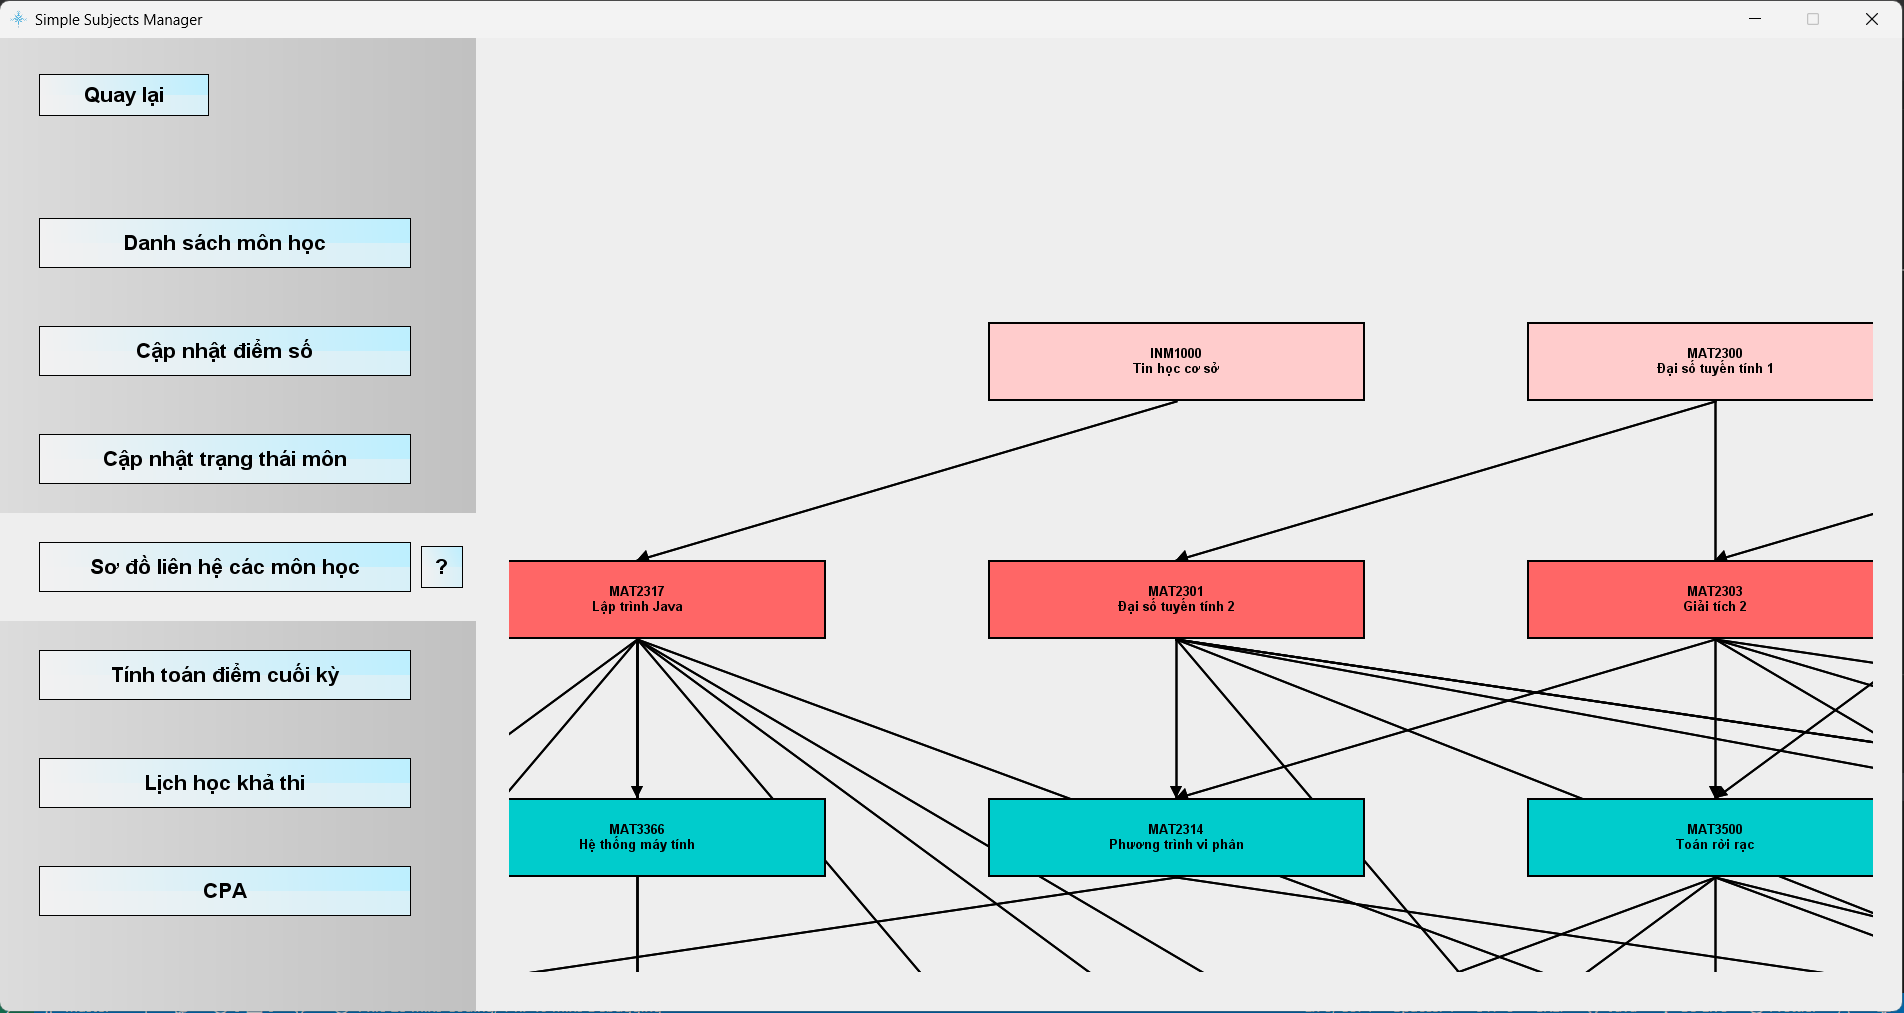 Simple Subjects Manager
Quay lại
Danh sách môn học
Cập nhật điểm số
Cập nhật trạng thái môn
Sơ đồ liên hệ các môn học
?
Tính toán điểm cuối kỳ
Lịch học khả thi
CPA
INM1000
Tin học cơ sở
MAT2300
Đại số tuyến tính 1
MAT2317
Lập trình Java
MAT2301
Đại số tuyến tính 2
MAT2303
Giải tích 2
MAT3366
Hệ thống máy tính
MAT2314
Phương trình vi phân
MAT3500
Toán rời rạc